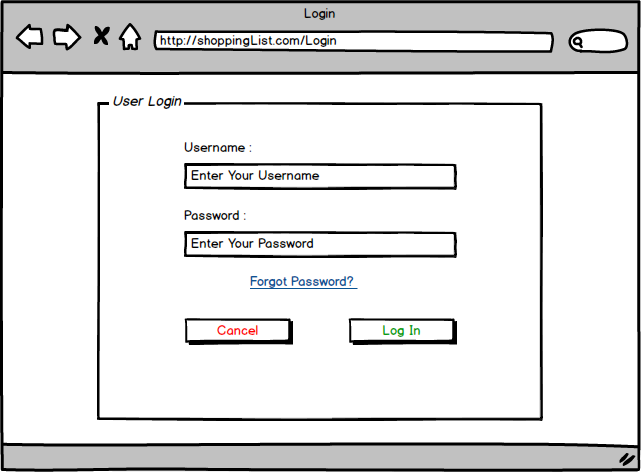 Login
http://shoppingList.com/Login
User Login
Username :
Enter Your Username
Password :
Enter Your Password
Forgot Password?
Cancel
Log In